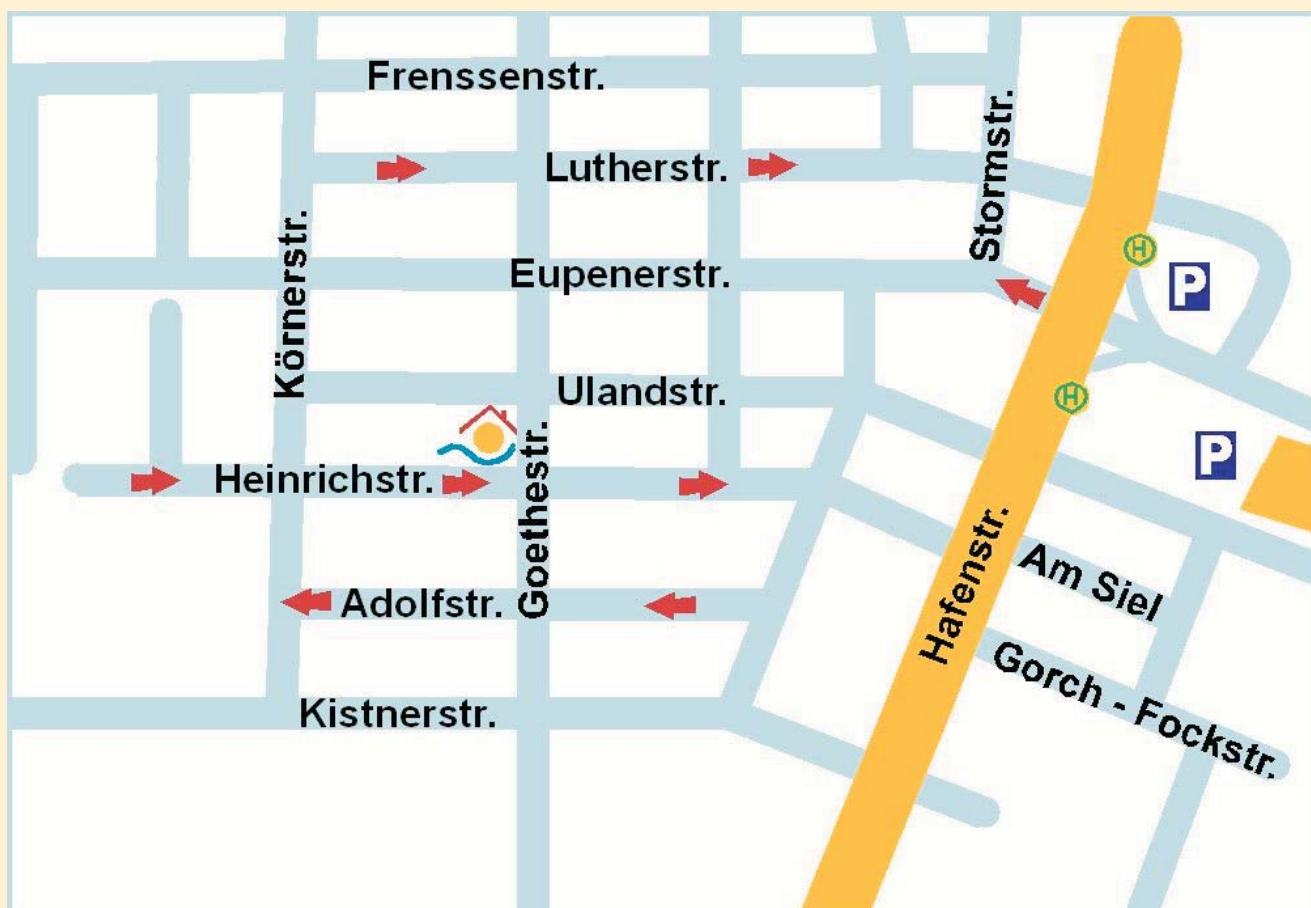 Frenssenstr.
Lutherstr.
Stormstr.
Körnerstr.
H
P
Eupenerstr.
Ulandstr.
H
P
Heinrichstr.
Goethestr.
Hafenstr.
Am Siel
Adolfstr.
Gorch - Fockstr.
Kistnerstr.